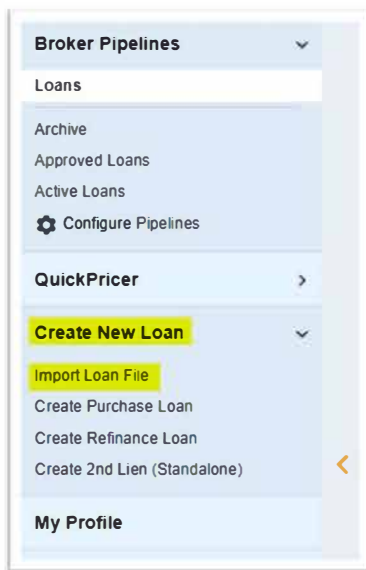 Broker Pipelines
Loans
Archive
Approved Loans
Active Loans
Configure Pipelines
QuickPricer
Create New Loan
Import Loan File
Create Purchase Loan
Create Refinance Loan
Create 2nd Lien (Standalone)
My Profile